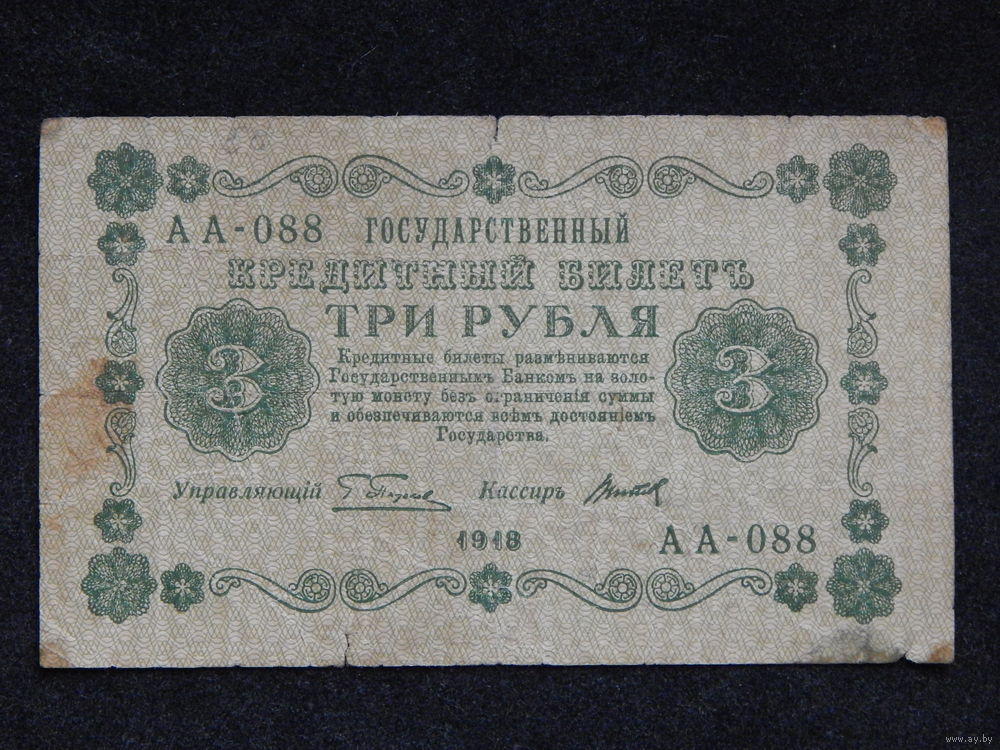 АА-088 ГОСУДАРСТВЕННЫЙ
КРЕДИТНЫЙ БИЛЕТЪ
ТРИ РУБЛЯ
3 3
Кредитные билеты размѣниваются
Государственнымъ Банкомъ на золо-
тую монету безъ ограниченія суммы
и обезпечиваются всѣмъ достояніемъ
Государства.
Управляющій Кассиръ
1918 АА-088
www.ay.by